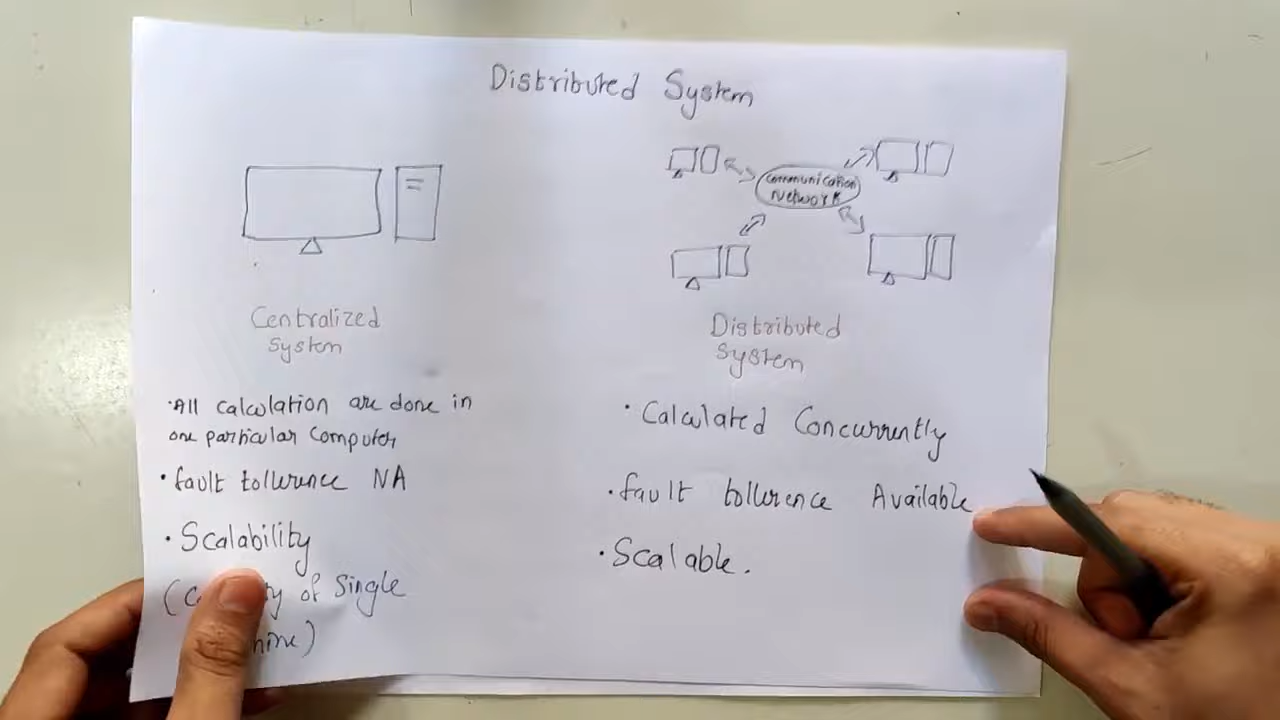 Distributed System
communication
network
Centralized
System
Distributed
System
• All calculation are done in
one particular Computer
• fault tollerence NA
• Scalability
of Single
• Calculated Concurrently
• fault tollerence Available
• Scalable.